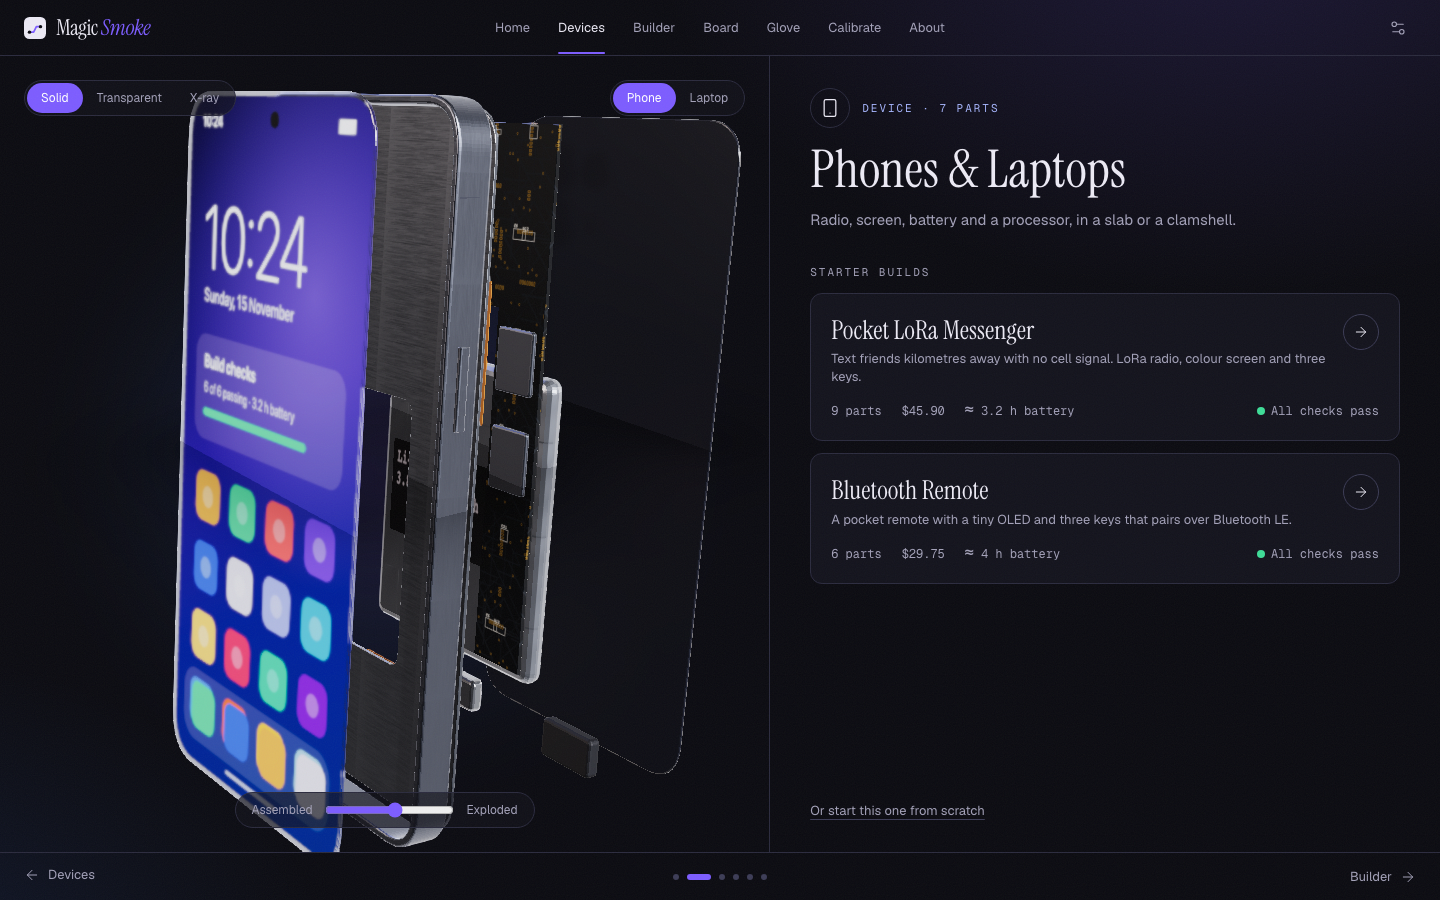 Magic Smoke
Home
Devices
Builder
Board
Glove
Calibrate
About
Solid
Transparent
X-ray
Phone
Laptop
10:24
10:24
Sunday, 15 November
Build checks
6 of 6 passing · 3.2 h battery
Assembled
Exploded
DEVICE · 7 PARTS
Phones & Laptops
Radio, screen, battery and a processor, in a slab or a clamshell.
STARTER BUILDS
Pocket LoRa Messenger
Text friends kilometres away with no cell signal. LoRa radio, colour screen and three
keys.
9 parts $45.90 ≈ 3.2 h battery
All checks pass
Bluetooth Remote
A pocket remote with a tiny OLED and three keys that pairs over Bluetooth LE.
6 parts $29.75 ≈ 4 h battery
All checks pass
Or start this one from scratch
Devices
Builder